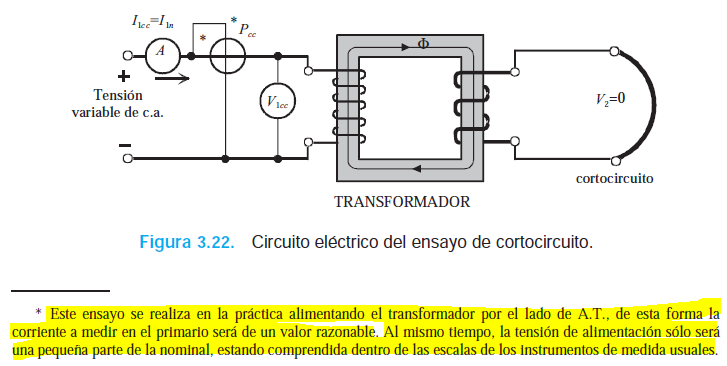 I1cc=I1n
* Pcc
*
A
Φ
+
Tensión
variable de c.a.
V1cc
V2=0
−
cortocircuito
TRANSFORMADOR
Figura 3.22. Circuito eléctrico del ensayo de cortocircuito.
* Este ensayo se realiza en la práctica alimentando el transformador por el lado de A.T., de esta forma la
corriente a medir en el primario será de un valor razonable. Al mismo tiempo, la tensión de alimentación sólo será
una pequeña parte de la nominal, estando comprendida dentro de las escalas de los instrumentos de medida usuales.